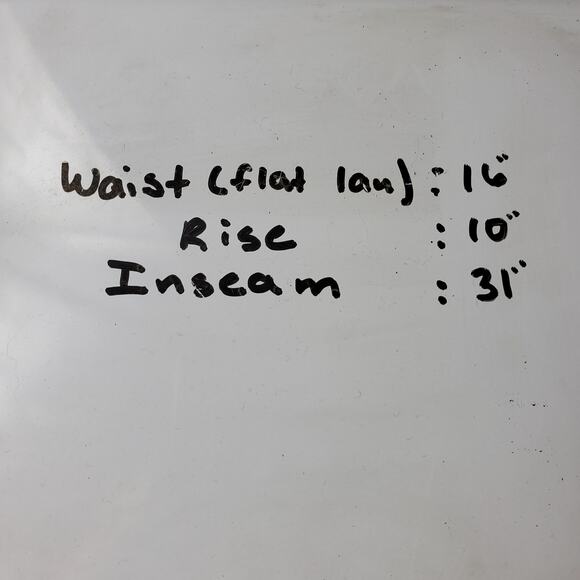 Waist (flat lay) : 16"
Rise : 10"
Inseam : 31"